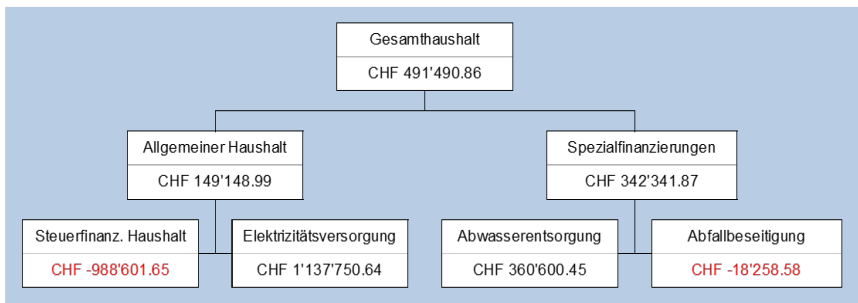 Gesamthaushalt
CHF 491'490.86
Allgemeiner Haushalt
CHF 149'148.99
Spezialfinanzierungen
CHF 342'341.87
Steuerfinanz. Haushalt
CHF -988'601.65
Elektrizitätsversorgung
CHF 1'137'750.64
Abwasserentsorgung
CHF 360'600.45
Abfallbeseitigung
CHF -18'258.58